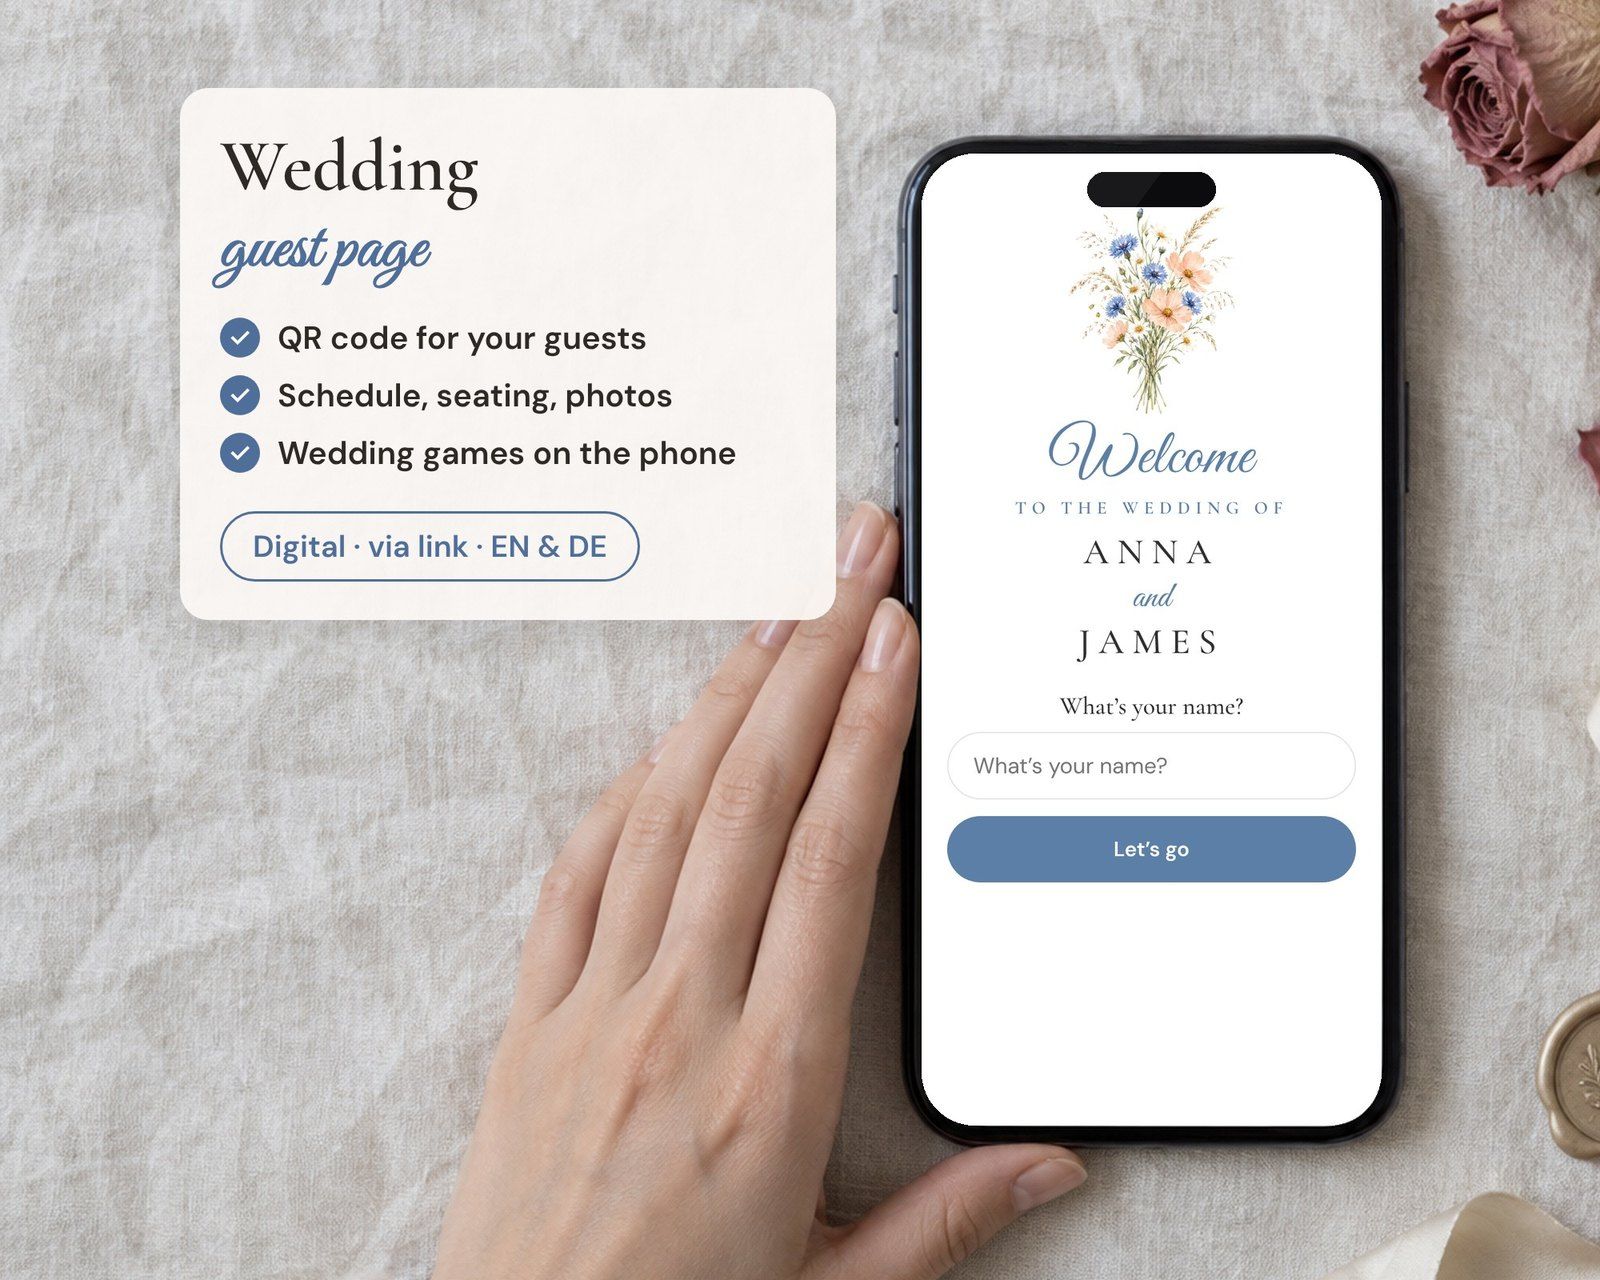 Wedding
guest page
QR code for your guests
Schedule, seating, photos
Wedding games on the phone
Digital · via link · EN & DE
Welcome
TO THE WEDDING OF
ANNA
and
JAMES
What's your name?
What's your name?
Let's go